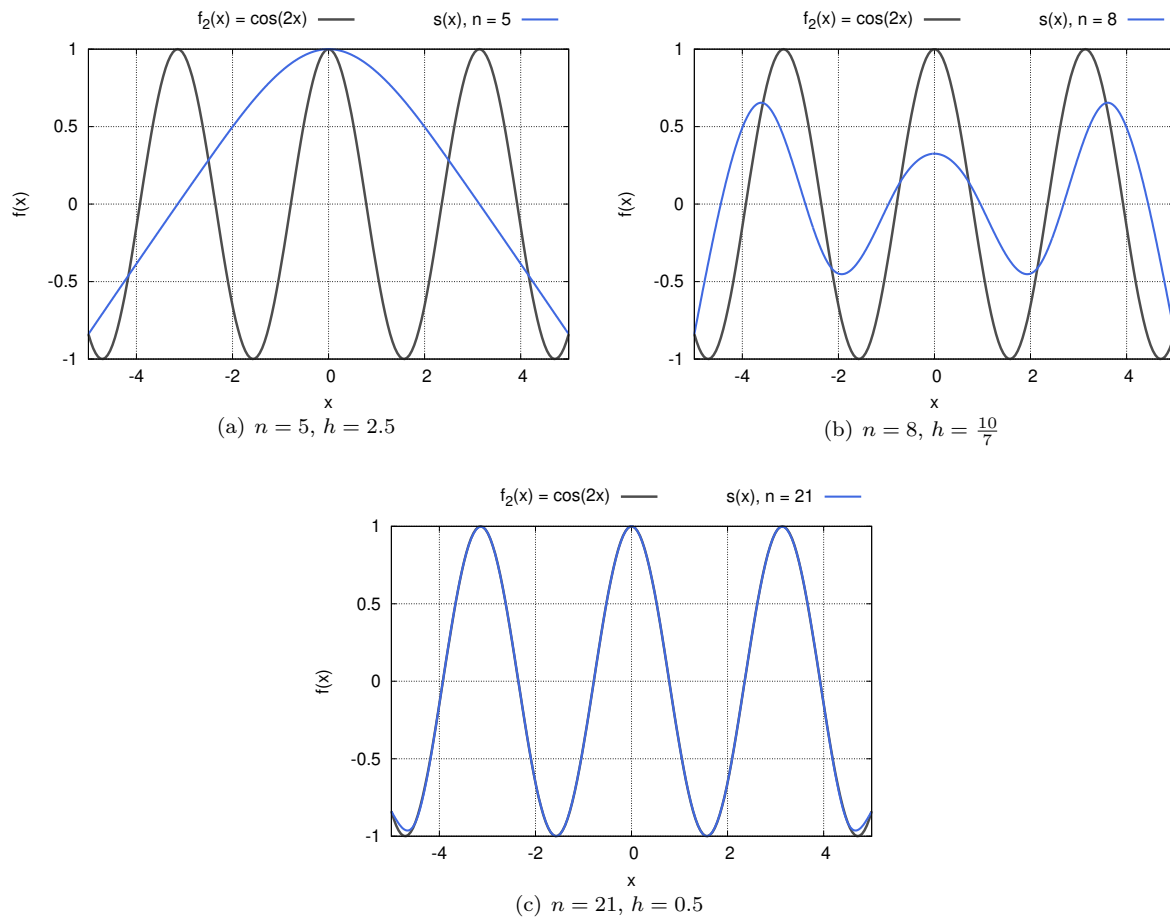 f₂(x) = cos(2x) s(x), n = 5
1
0.5
0
-0.5
-1
f(x)
-4 -2 0 2 4
x
(a) n = 5, h = 2.5
f₂(x) = cos(2x) s(x), n = 8
1
0.5
0
-0.5
-1
f(x)
-4 -2 0 2 4
x
(b) n = 8, h = 10/7
f₂(x) = cos(2x) s(x), n = 21
1
0.5
0
-0.5
-1
f(x)
-4 -2 0 2 4
x
(c) n = 21, h = 0.5